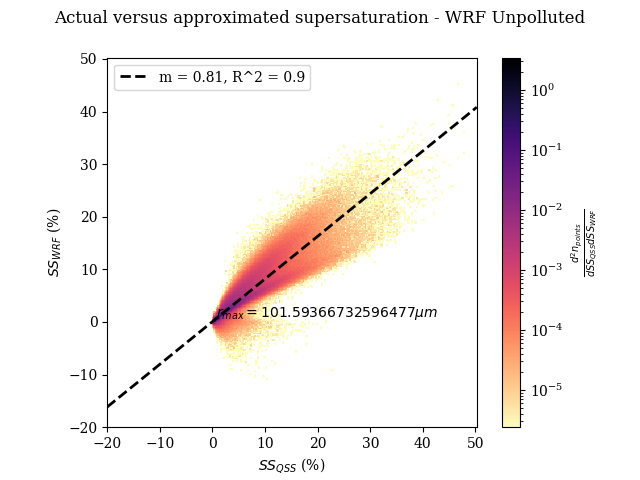 Actual versus approximated supersaturation - WRF Unpolluted
m = 0.81, R^2 = 0.9
50
40
30
20
10
0
−10
−20
SS_WRF (%)
r_max = 101.59366732596477μm
−20 −10 0 10 20 30 40 50
SS_QSS (%)
10^0
10^−1
10^−2
10^−3
10^−4
10^−5
d^2 n_points
dSS_QSS dSS_WRF